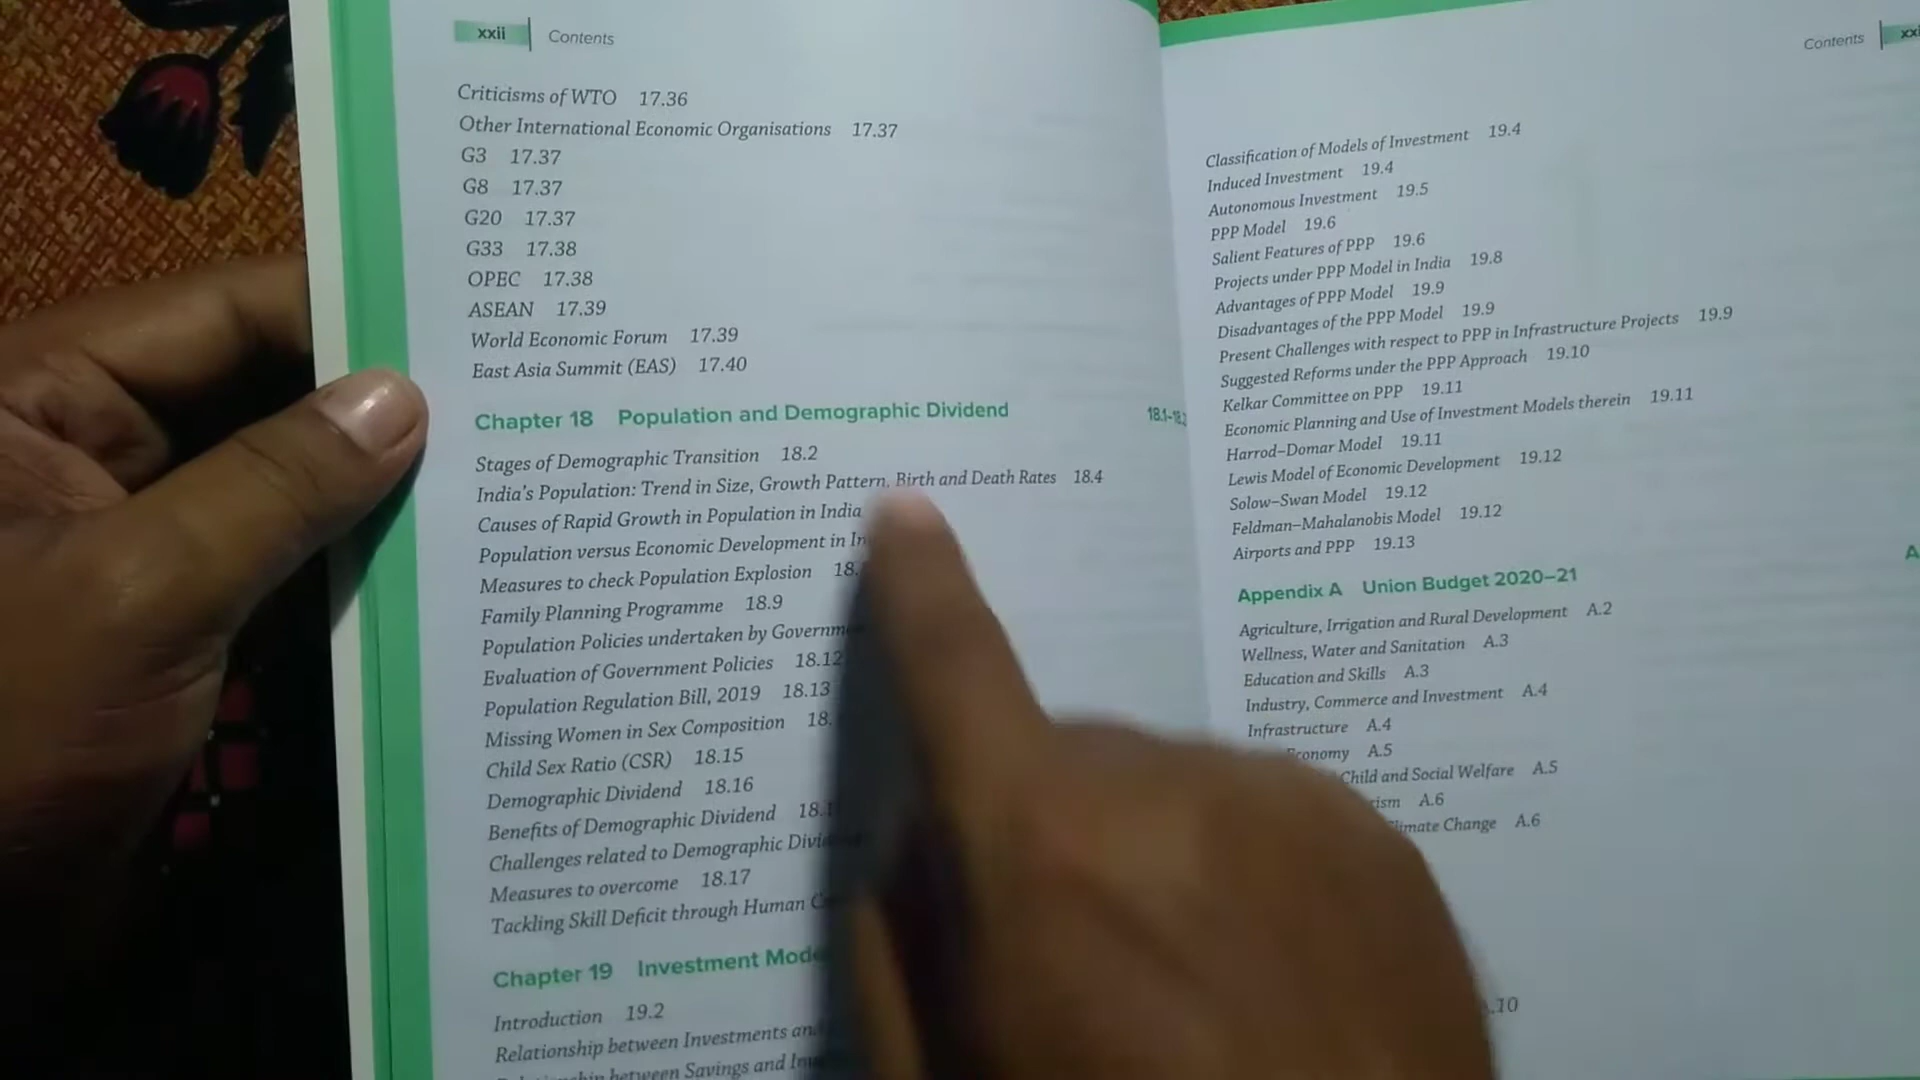 xxii Contents
Criticisms of WTO 17.36
Other International Economic Organisations 17.37
G3 17.37
G8 17.37
G20 17.37
G33 17.38
OPEC 17.38
ASEAN 17.39
World Economic Forum 17.39
East Asia Summit (EAS) 17.40
Chapter 18 Population and Demographic Dividend
Stages of Demographic Transition 18.2
India's Population: Trend in Size, Growth Pattern, Birth and Death Rates 18.4
Causes of Rapid Growth in Population in India
Population versus Economic Development in
Measures to check Population Explosion
Family Planning Programme 18.9
Population Policies undertaken by
Evaluation of Government Policies 18.12
Population Regulation Bill, 2019 18.13
Missing Women in Sex Composition
Child Sex Ratio (CSR) 18.15
Demographic Dividend 18.16
Benefits of Demographic Dividend
Challenges related to Demographic
Measures to overcome 18.17
Tackling Skill Deficit through Human
Chapter 19 Investment
Introduction 19.2
Relationship between Investments
between Savings and
Contents
Classification of Models of Investment 19.4
Induced Investment 19.4
Autonomous Investment 19.5
PPP Model 19.6
Salient Features of PPP 19.6
Projects under PPP Model in India 19.8
Advantages of PPP Model 19.9
Disadvantages of the PPP Model 19.9
Present Challenges with respect to PPP in Infrastructure Projects 19.9
Suggested Reforms under the PPP Approach 19.10
Kelkar Committee on PPP 19.11
Economic Planning and Use of Investment Models therein 19.11
Harrod–Domar Model 19.11
Lewis Model of Economic Development 19.12
Solow–Swan Model 19.12
Feldman–Mahalanobis Model 19.12
Airports and PPP 19.13
Appendix A Union Budget 2020–21
Agriculture, Irrigation and Rural Development A.2
Wellness, Water and Sanitation A.3
Education and Skills A.3
Industry, Commerce and Investment A.4
Infrastructure A.4
Economy A.5
Child and Social Welfare A.5
A.6
Climate Change A.6